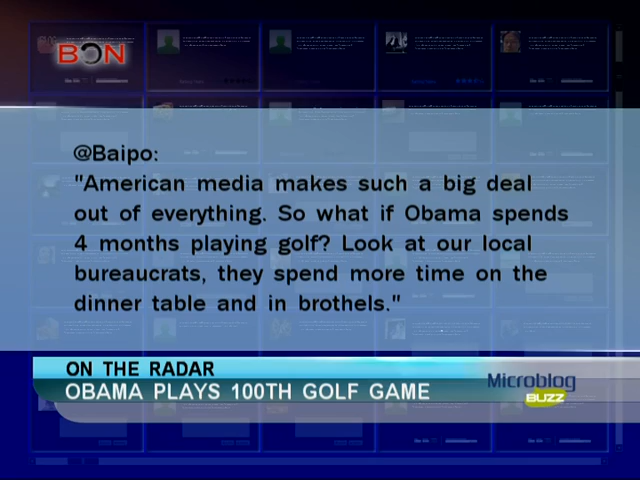 BON
@Baipo:
"American media makes such a big deal
out of everything. So what if Obama spends
4 months playing golf? Look at our local
bureaucrats, they spend more time on the
dinner table and in brothels."
ON THE RADAR
OBAMA PLAYS 100TH GOLF GAME
Microblog
BUZZ